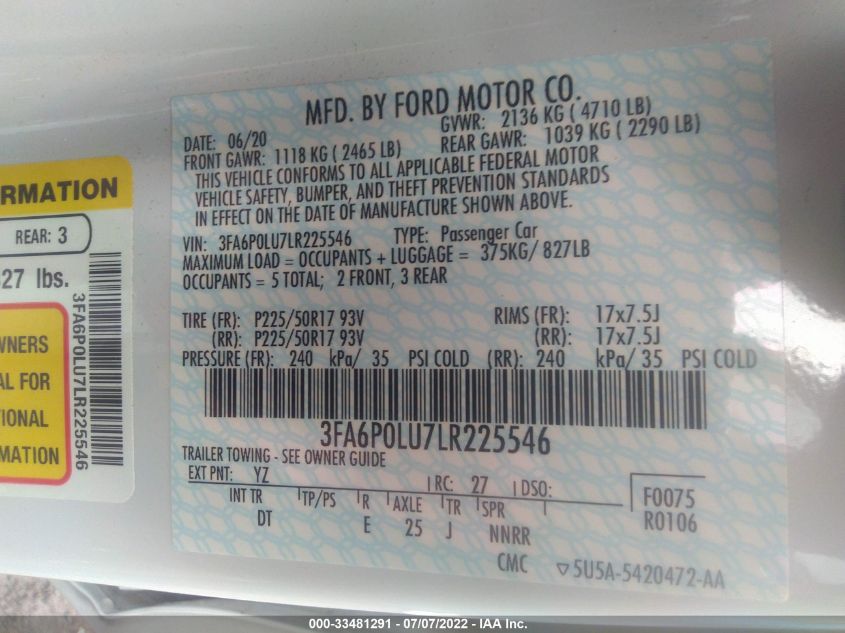 RMATION
REAR: 3
27 lbs.
3FA6P0LU7LR225546
WNERS
AL FOR
TIONAL
MATION
MFD. BY FORD MOTOR CO.
DATE: 06/20 GVWR: 2136 KG ( 4710 LB)
FRONT GAWR: 1118 KG ( 2465 LB) REAR GAWR: 1039 KG ( 2290 LB)
THIS VEHICLE CONFORMS TO ALL APPLICABLE FEDERAL MOTOR
VEHICLE SAFETY, BUMPER, AND THEFT PREVENTION STANDARDS
IN EFFECT ON THE DATE OF MANUFACTURE SHOWN ABOVE.
VIN: 3FA6P0LU7LR225546 TYPE: Passenger Car
MAXIMUM LOAD = OCCUPANTS + LUGGAGE = 375KG/ 827LB
OCCUPANTS = 5 TOTAL; 2 FRONT, 3 REAR
TIRE (FR): P225/50R17 93V RIMS (FR): 17x7.5J
(RR): P225/50R17 93V (RR): 17x7.5J
PRESSURE (FR): 240 kPa/ 35 PSI COLD (RR): 240 kPa/ 35 PSI COLD
3FA6P0LU7LR225546
TRAILER TOWING - SEE OWNER GUIDE
EXT PNT: YZ RC: 27 DSO:
INT TR TP/PS R AXLE TR SPR
DT E 25 J NNRR
F0075
R0106
CMC ▽5U5A-5420472-AA
000-33481291 - 07/07/2022 - IAA Inc.